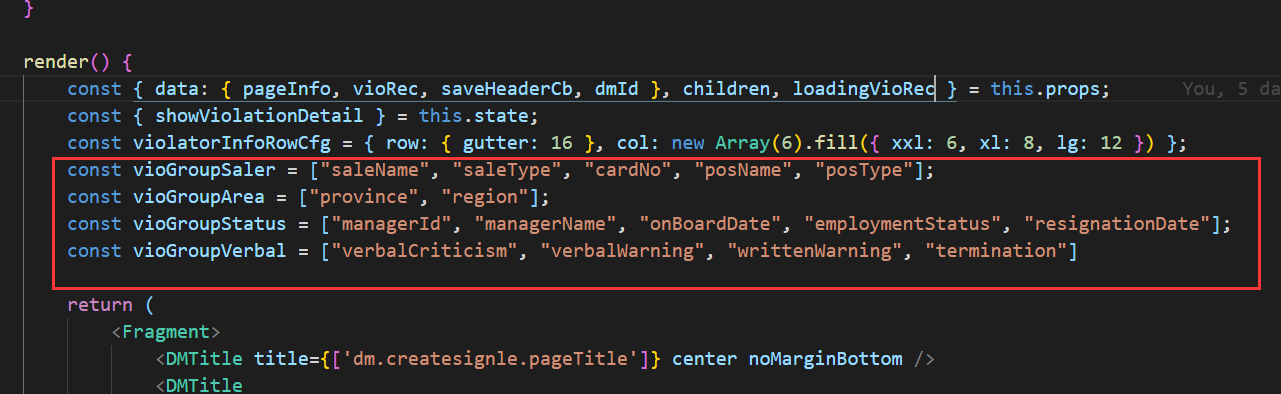 }
render() {
const { data: { pageInfo, vioRec, saveHeaderCb, dmId }, children, loadingVioRec } = this.props; You, 5 da
const { showViolationDetail } = this.state;
const violatorInfoRowCfg = { row: { gutter: 16 }, col: new Array(6).fill({ xxl: 6, xl: 8, lg: 12 }) };
const vioGroupSaler = ["saleName", "saleType", "cardNo", "posName", "posType"];
const vioGroupArea = ["province", "region"];
const vioGroupStatus = ["managerId", "managerName", "onBoardDate", "employmentStatus", "resignationDate"];
const vioGroupVerbal = ["verbalCriticism", "verbalWarning", "writtenWarning", "termination"]
return (
<Fragment>
<DMTitle title={['dm.createsignle.pageTitle']} center noMarginBottom />
<DMTitle